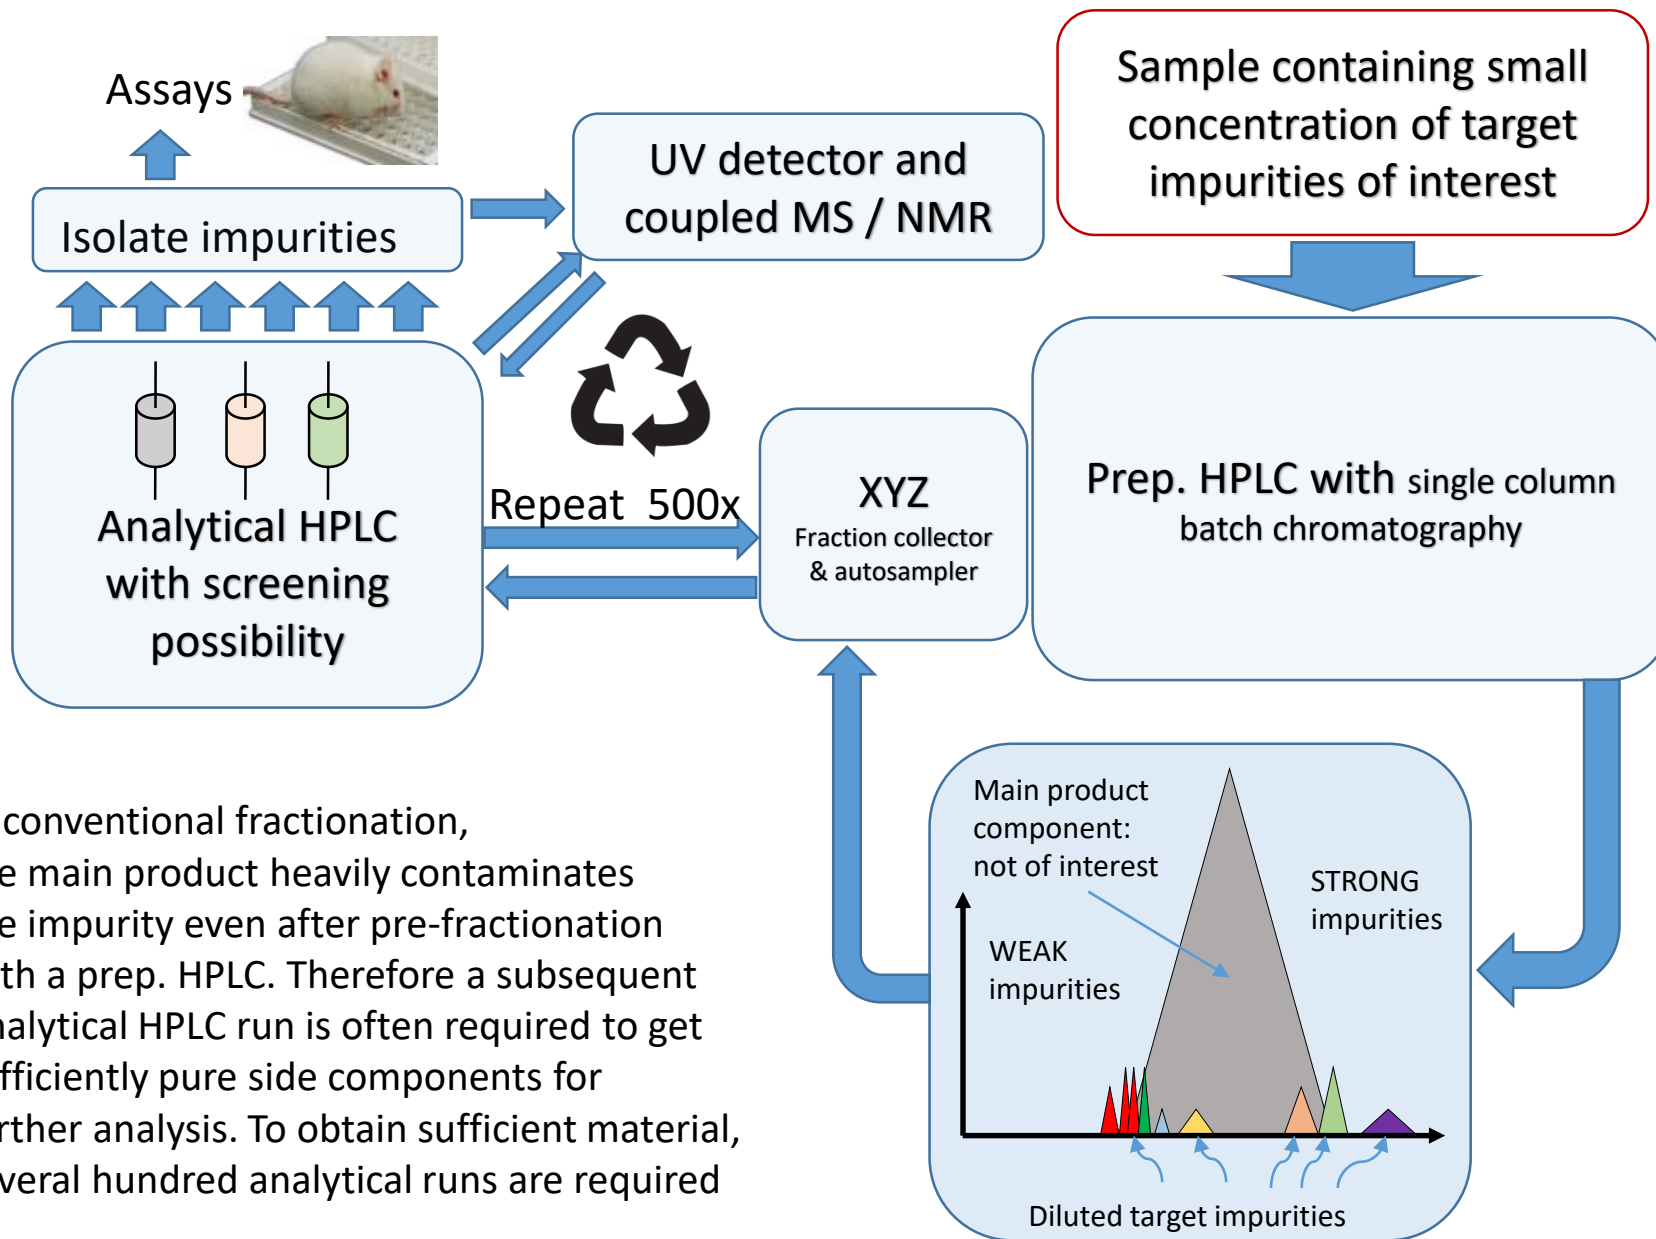 Assays
Sample containing small
concentration of target
impurities of interest
UV detector and
coupled MS / NMR
Isolate impurities
Repeat 500x
XYZ
Fraction collector
& autosampler
Prep. HPLC with single column
batch chromatography
Analytical HPLC
with screening
possibility
Main product
component:
not of interest
STRONG
impurities
WEAK
impurities
Diluted target impurities
conventional fractionation,
e main product heavily contaminates
e impurity even after pre-fractionation
th a prep. HPLC. Therefore a subsequent
nalytical HPLC run is often required to get
fficiently pure side components for
rther analysis. To obtain sufficient material,
veral hundred analytical runs are required